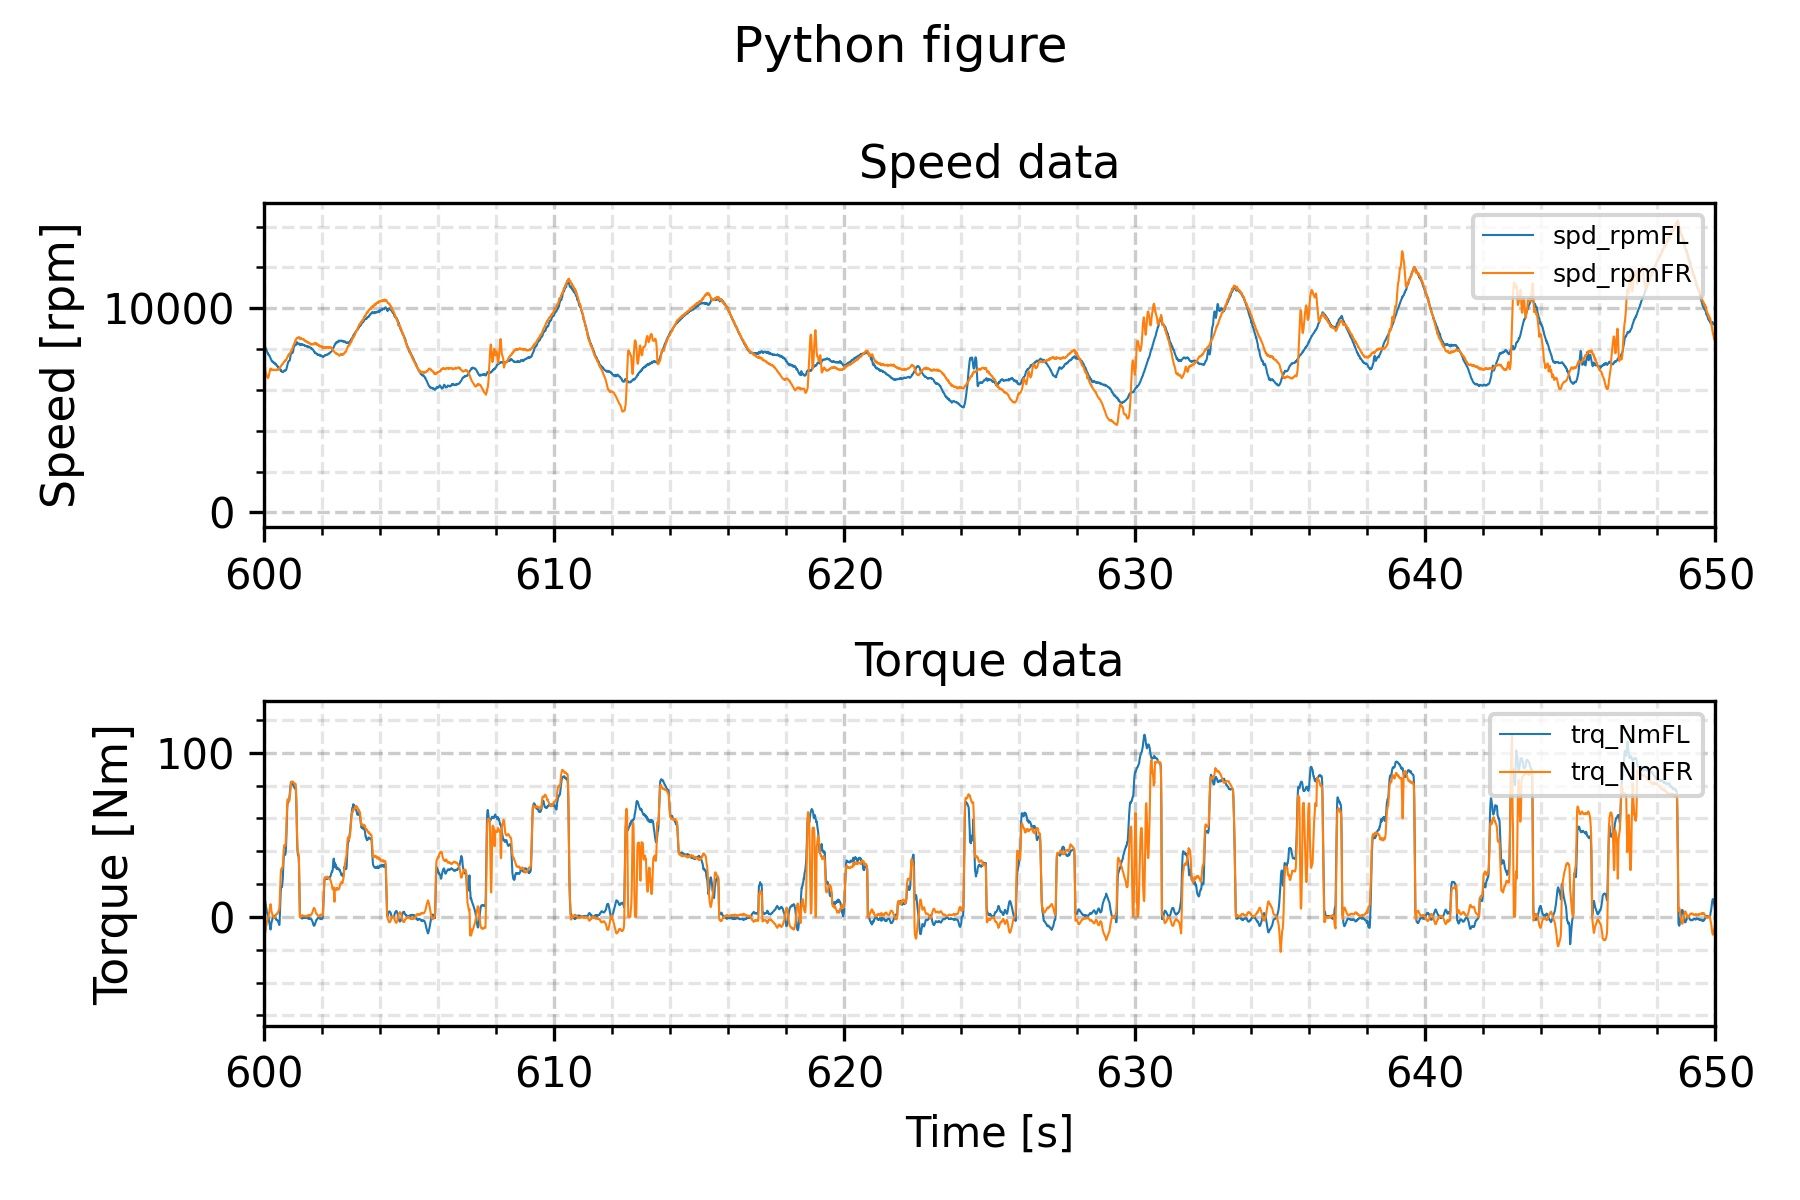 Python figure
Speed data
Speed [rpm]
10000
0
spd_rpmFL
spd_rpmFR
600 610 620 630 640 650
Torque data
Torque [Nm]
100
0
trq_NmFL
trq_NmFR
600 610 620 630 640 650
Time [s]